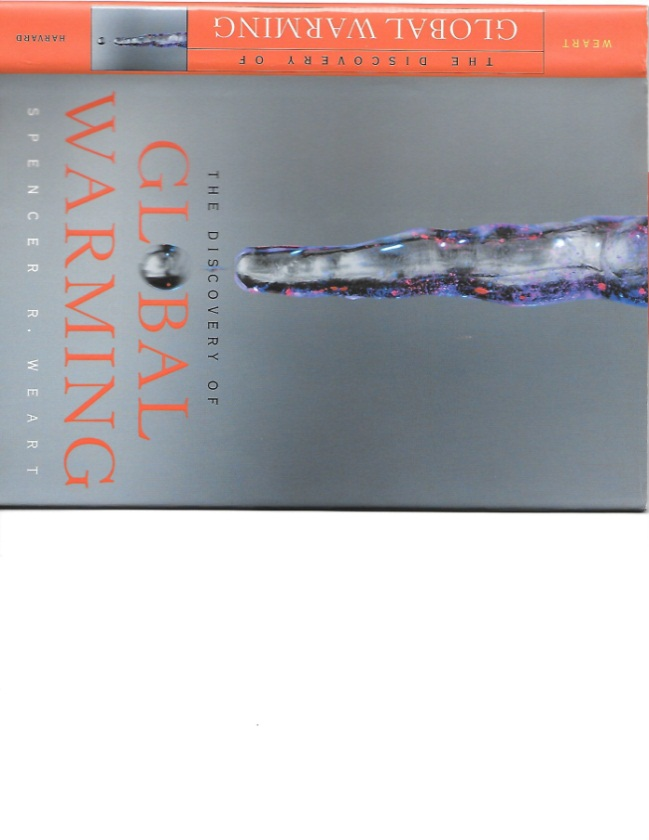 WEART
THE DISCOVERY OF
GLOBAL WARMING
HARVARD
THE DISCOVERY OF
GLOBAL
WARMING
SPENCER R. WEART